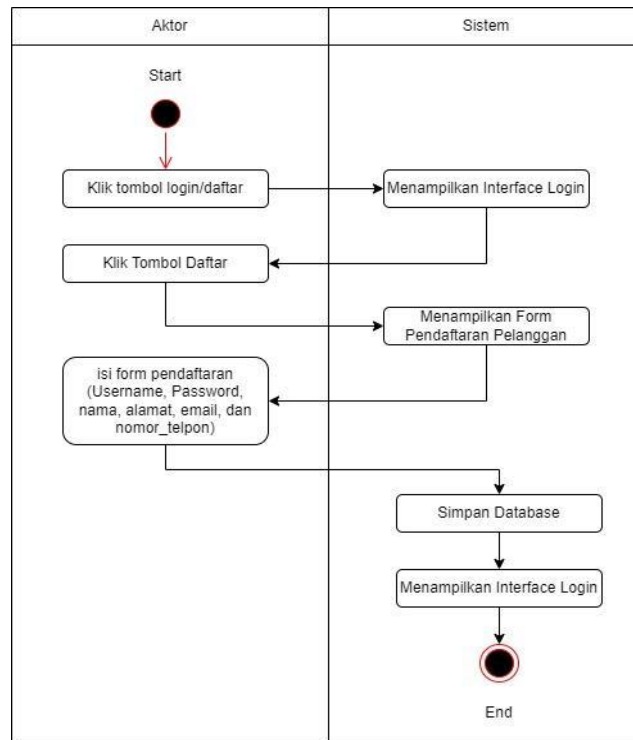 Aktor
Sistem
Start
Klik tombol login/daftar
Menampilkan Interface Login
Klik Tombol Daftar
Menampilkan Form
Pendaftaran Pelanggan
isi form pendaftaran
(Username, Password,
nama, alamat, email, dan
nomor_telpon)
Simpan Database
Menampilkan Interface Login
End